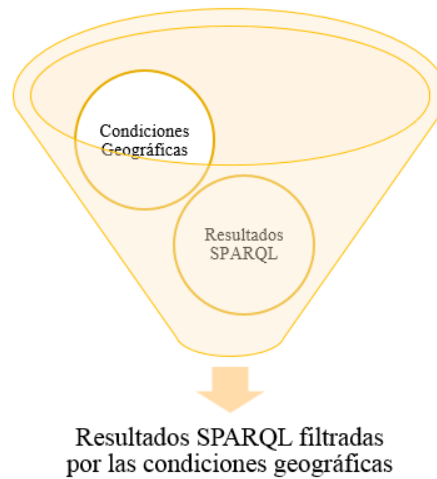 Condiciones
Geográficas
Resultados
SPARQL
Resultados SPARQL filtradas
por las condiciones geográficas